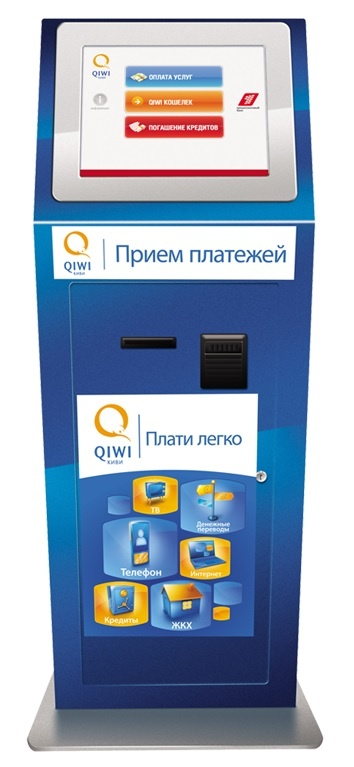 QIWI
ОПЛАТА УСЛУГ
QIWI КОШЕЛЕК
ПОГАШЕНИЕ КРЕДИТОВ
QIWI
КИВИ
Прием платежей
QIWI
КИВИ
Плати легко
ТВ
Денежные
переводы
Телефон
Интернет
Кредиты
ЖКХ